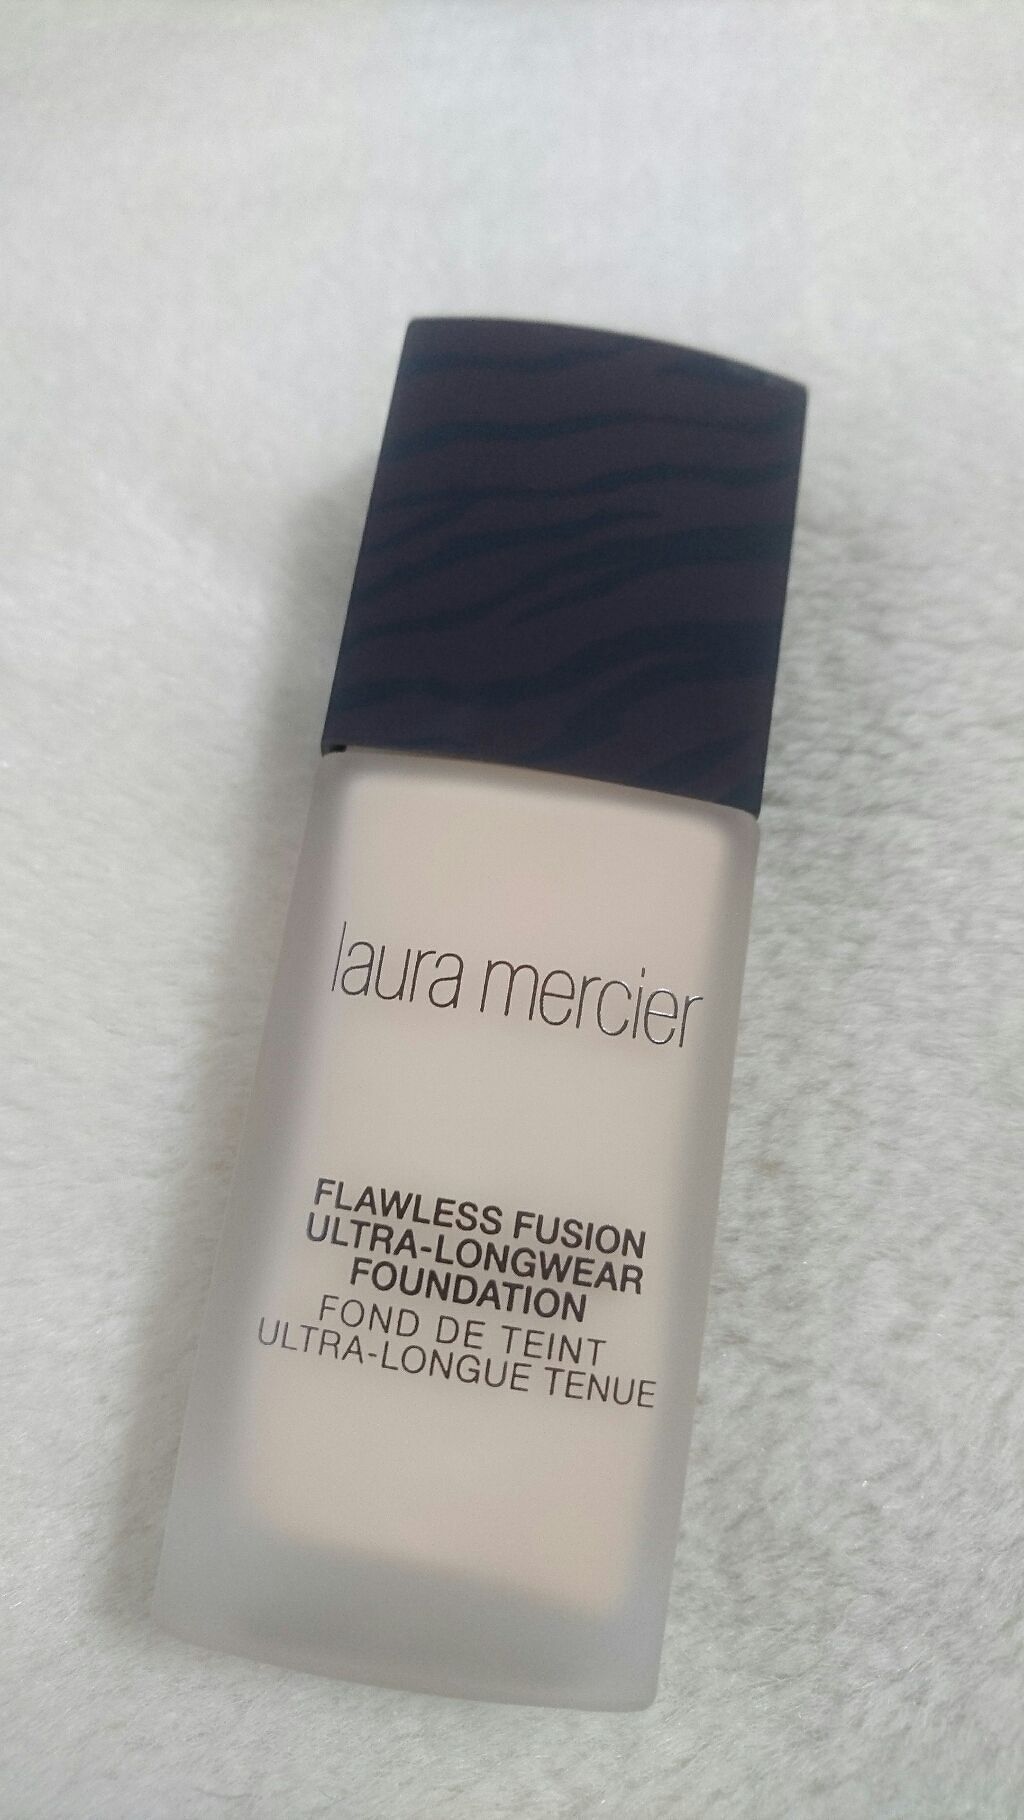 laura mercier
FLAWLESS FUSION
ULTRA-LONGWEAR
FOUNDATION
FOND DE TEINT
ULTRA-LONGUE TENUE